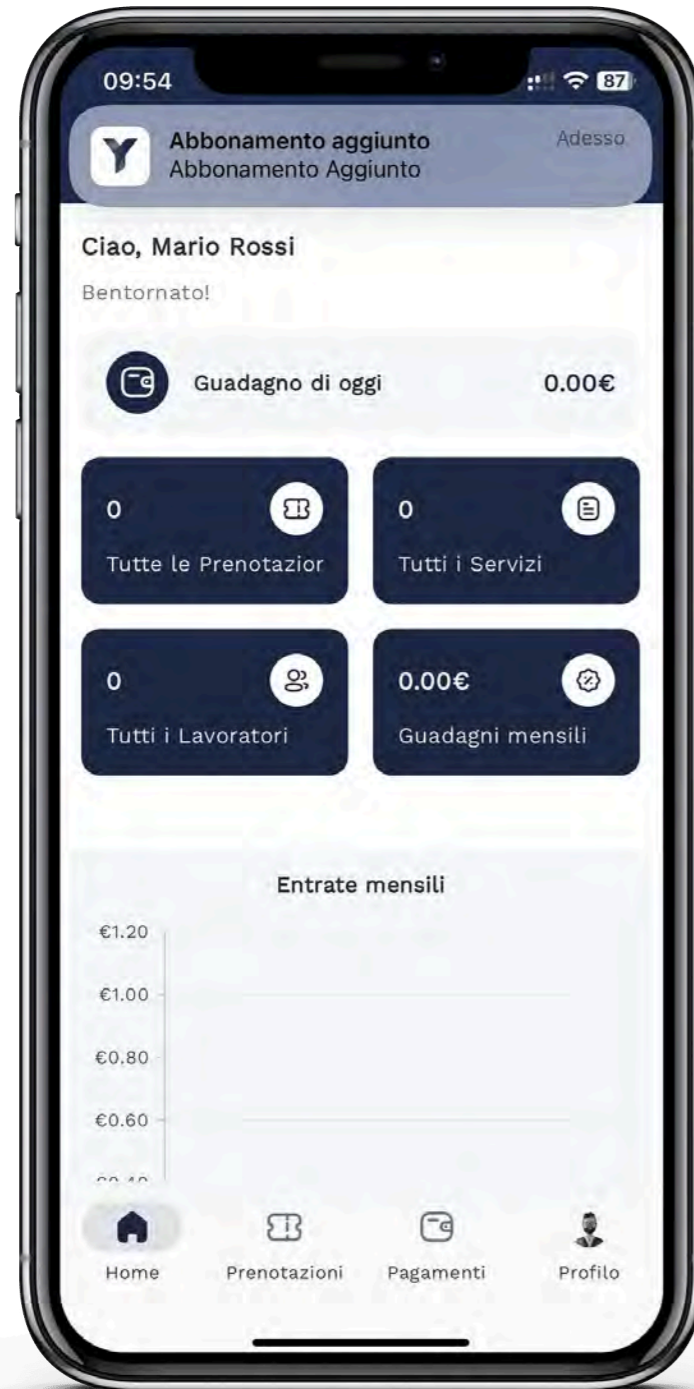 09:54
87
Abbonamento aggiunto
Adesso
Abbonamento Aggiunto
Ciao, Mario Rossi
Bentornato!
Guadagno di oggi
0.00€
0
Tutte le Prenotazior
0
Tutti i Servizi
0
Tutti i Lavoratori
0.00€
Guadagni mensili
Entrate mensili
€1.20
€1.00
€0.80
€0.60
Home
Prenotazioni
Pagamenti
Profilo